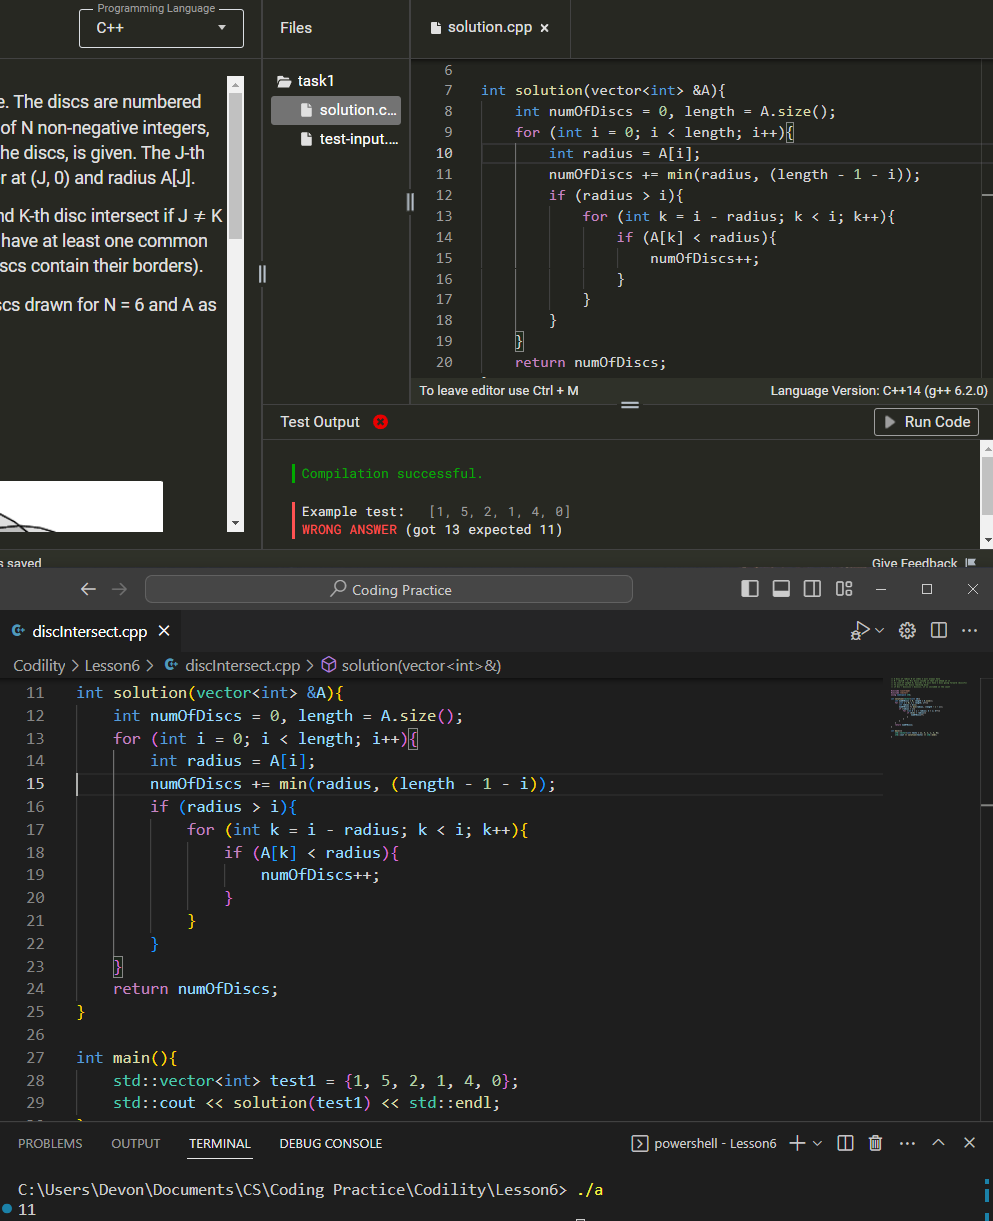 Programming Language
C++
e. The discs are numbered
of N non-negative integers,
he discs, is given. The J-th
r at (J, 0) and radius A[J].
nd K-th disc intersect if J ≠ K
have at least one common
scs contain their borders).
scs drawn for N = 6 and A as
s saved
Files
task1
solution.c...
test-input....
solution.cpp ×
6
7 int solution(vector<int> &A){
8 int numOfDiscs = 0, length = A.size();
9 for (int i = 0; i < length; i++){
10 int radius = A[i];
11 numOfDiscs += min(radius, (length - 1 - i));
12 if (radius > i){
13 for (int k = i - radius; k < i; k++){
14 if (A[k] < radius){
15 numOfDiscs++;
16 }
17 }
18 }
19 }
20 return numOfDiscs;
To leave editor use Ctrl + M Language Version: C++14 (g++ 6.2.0)
Test Output
Run Code
Compilation successful.
Example test: [1, 5, 2, 1, 4, 0]
WRONG ANSWER (got 13 expected 11)
Give Feedback
Coding Practice
discIntersect.cpp
Codility > Lesson6 > discIntersect.cpp > solution(vector<int>&)
11 int solution(vector<int> &A){
12 int numOfDiscs = 0, length = A.size();
13 for (int i = 0; i < length; i++){
14 int radius = A[i];
15 numOfDiscs += min(radius, (length - 1 - i));
16 if (radius > i){
17 for (int k = i - radius; k < i; k++){
18 if (A[k] < radius){
19 numOfDiscs++;
20 }
21 }
22 }
23 }
24 return numOfDiscs;
25 }
26
27 int main(){
28 std::vector<int> test1 = {1, 5, 2, 1, 4, 0};
29 std::cout << solution(test1) << std::endl;
PROBLEMS OUTPUT TERMINAL DEBUG CONSOLE
powershell - Lesson6
C:\Users\Devon\Documents\CS\Coding Practice\Codility\Lesson6> ./a
11